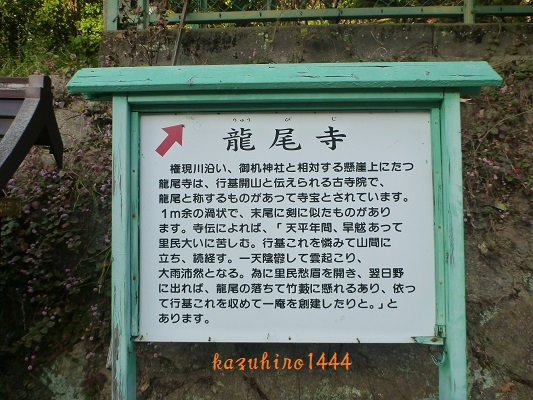 りゅう び じ
龍尾寺
権現川沿い、御机神社と相対する懸崖上にたつ
龍尾寺は、行基開山と伝えられる古寺院で、
龍尾と称するものがあって寺宝とされています。
1m余の渦状で、末尾に剣に似たものがあり
ます。寺伝によれば、「天平年間、旱魃あって
里民大いに苦しむ。行基これを憐みて山間に
立ち、読経す。一天陰鬱して雲起こり、
大雨沛然となる。為に里民愁眉を開き、翌日野
に出れば、龍尾の落ちて竹藪に懸れるあり、依っ
て行基これを収めて一庵を創建したりと。」と
あります。
kazuhiro1444